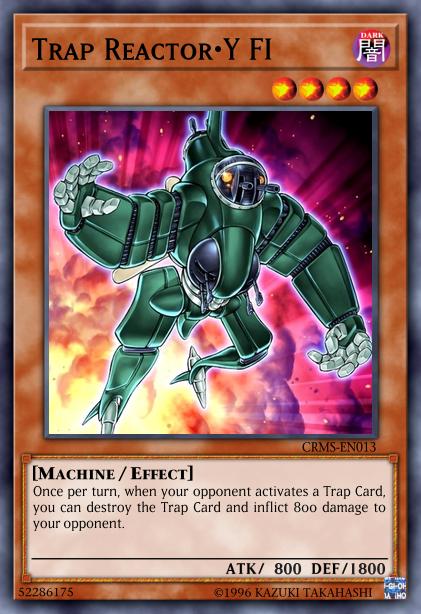 TRAP REACTOR•Y FI
DARK
闇
CRMS-EN013
[MACHINE / EFFECT]
Once per turn, when your opponent activates a Trap Card,
you can destroy the Trap Card and inflict 800 damage to
your opponent.
ATK/ 800 DEF/1800
52286175
©1996 KAZUKI TAKAHASHI